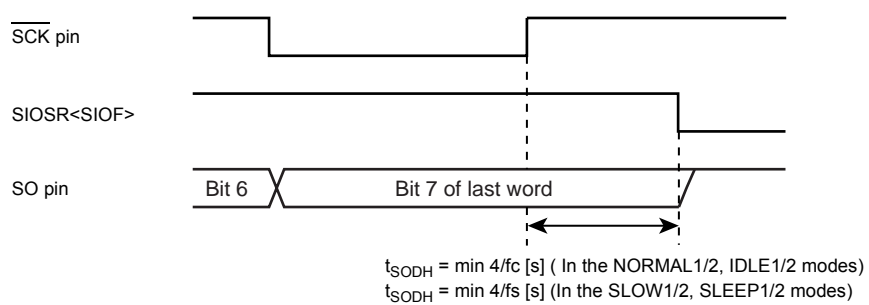 SCK pin
SIOSR<SIOF>
SO pin
Bit 6
Bit 7 of last word
tSODH = min 4/fc [s] ( In the NORMAL1/2, IDLE1/2 modes)
tSODH = min 4/fs [s] (In the SLOW1/2, SLEEP1/2 modes)